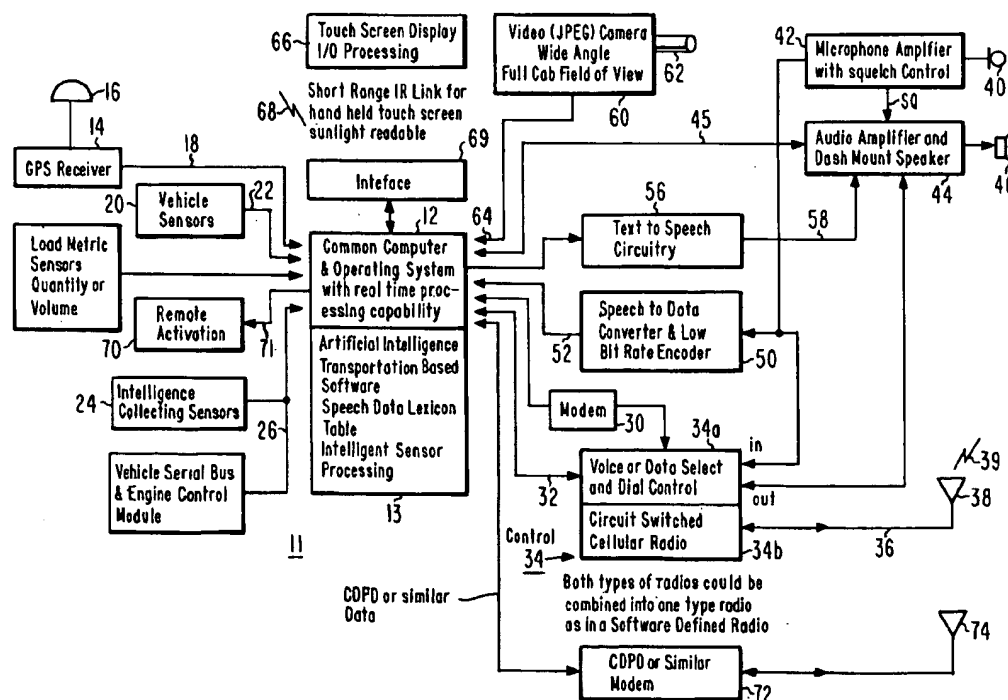 66
Touch Screen Display
I/O Processing
Video (JPEG) Camera
Wide Angle
Full Cab Field of View
62
60
42
Microphone Amplfier
with squelch Control
40
SQ
16
14
GPS Receiver
18
68
Short Range IR Link for
hand held touch screen
sunlight readable
45
Audio Amplifier and
Dash Mount Speaker
44
69
Inteface
20
Vehicle
Sensors
22
12
64
56
Text to Speech
Circuitry
58
Load Metric
Sensors
Quantity or
Volume
Common Computer
& Operating System
with real time proc-
essing capability
Remote
Activation
70
71
52
Speech to Data
Converter & Low
Bit Rate Encoder
50
Artificial Intelligence
Transportation Based
Software
Speech Data Lexicon
Table
Intelligent Sensor
Processing
13
24
Intelligence
Collecting Sensors
26
Modem
30
34a
in
Voice or Data Select
and Dial Control
out
32
39
38
Vehicle Serial Bus
& Engine Control
Module
Circuit Switched
Cellular Radio
34b
36
11
Control
34
Both types of radios could be
combined into one type radio
as in a Software Defined Radio
CDPD or similar
Data
74
CDPD or Similar
Modem
72